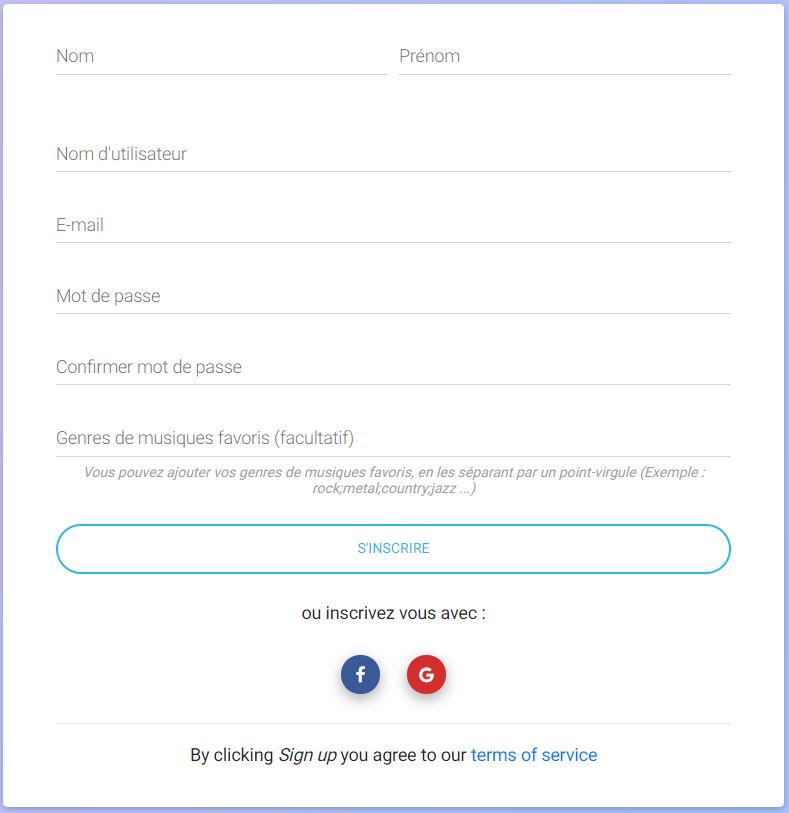 Nom Prénom
Nom d'utilisateur
E-mail
Mot de passe
Confirmer mot de passe
Genres de musiques favoris (facultatif)
Vous pouvez ajouter vos genres de musiques favoris, en les séparant par un point-virgule (Exemple :
rock;metal;country;jazz ...)
S'INSCRIRE
ou inscrivez vous avec :
f G
By clicking Sign up you agree to our terms of service